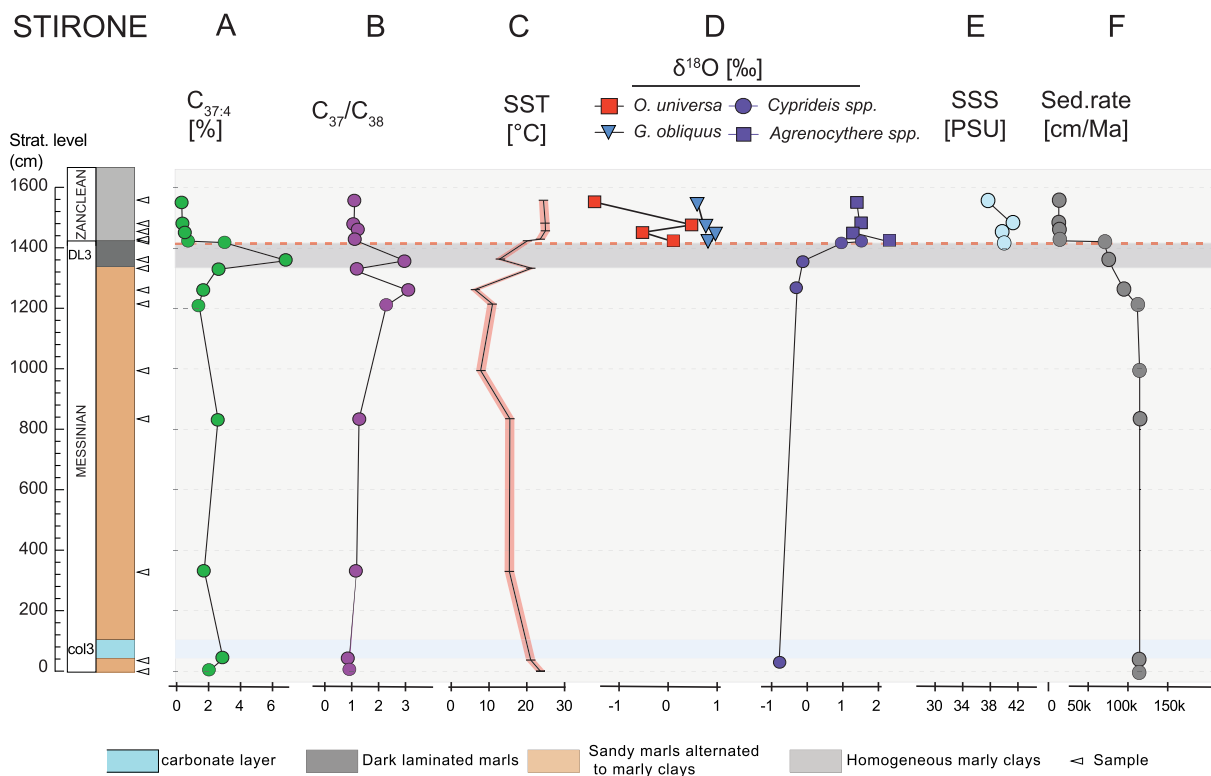 STIRONE A B C D E F
δ18O [‰]
C37:4
[%]
C37/C38
SST
[°C]
O. universa
G. obliquus
Cyprideis spp.
Agrenocythere spp.
SSS
[PSU]
Sed.rate
[cm/Ma]
Strat. level
(cm)
1600
1400
1200
1000
800
600
400
200
0
ZANCLEAN
DL3
MESSINIAN
col3
0 2 4 6
0 1 2 3
0 10 20 30
-1 0 1
-1 0 1 2
30 34 38 42
0 50k 100k 150k
carbonate layer
Dark laminated marls
Sandy marls alternated
to marly clays
Homogeneous marly clays
Sample